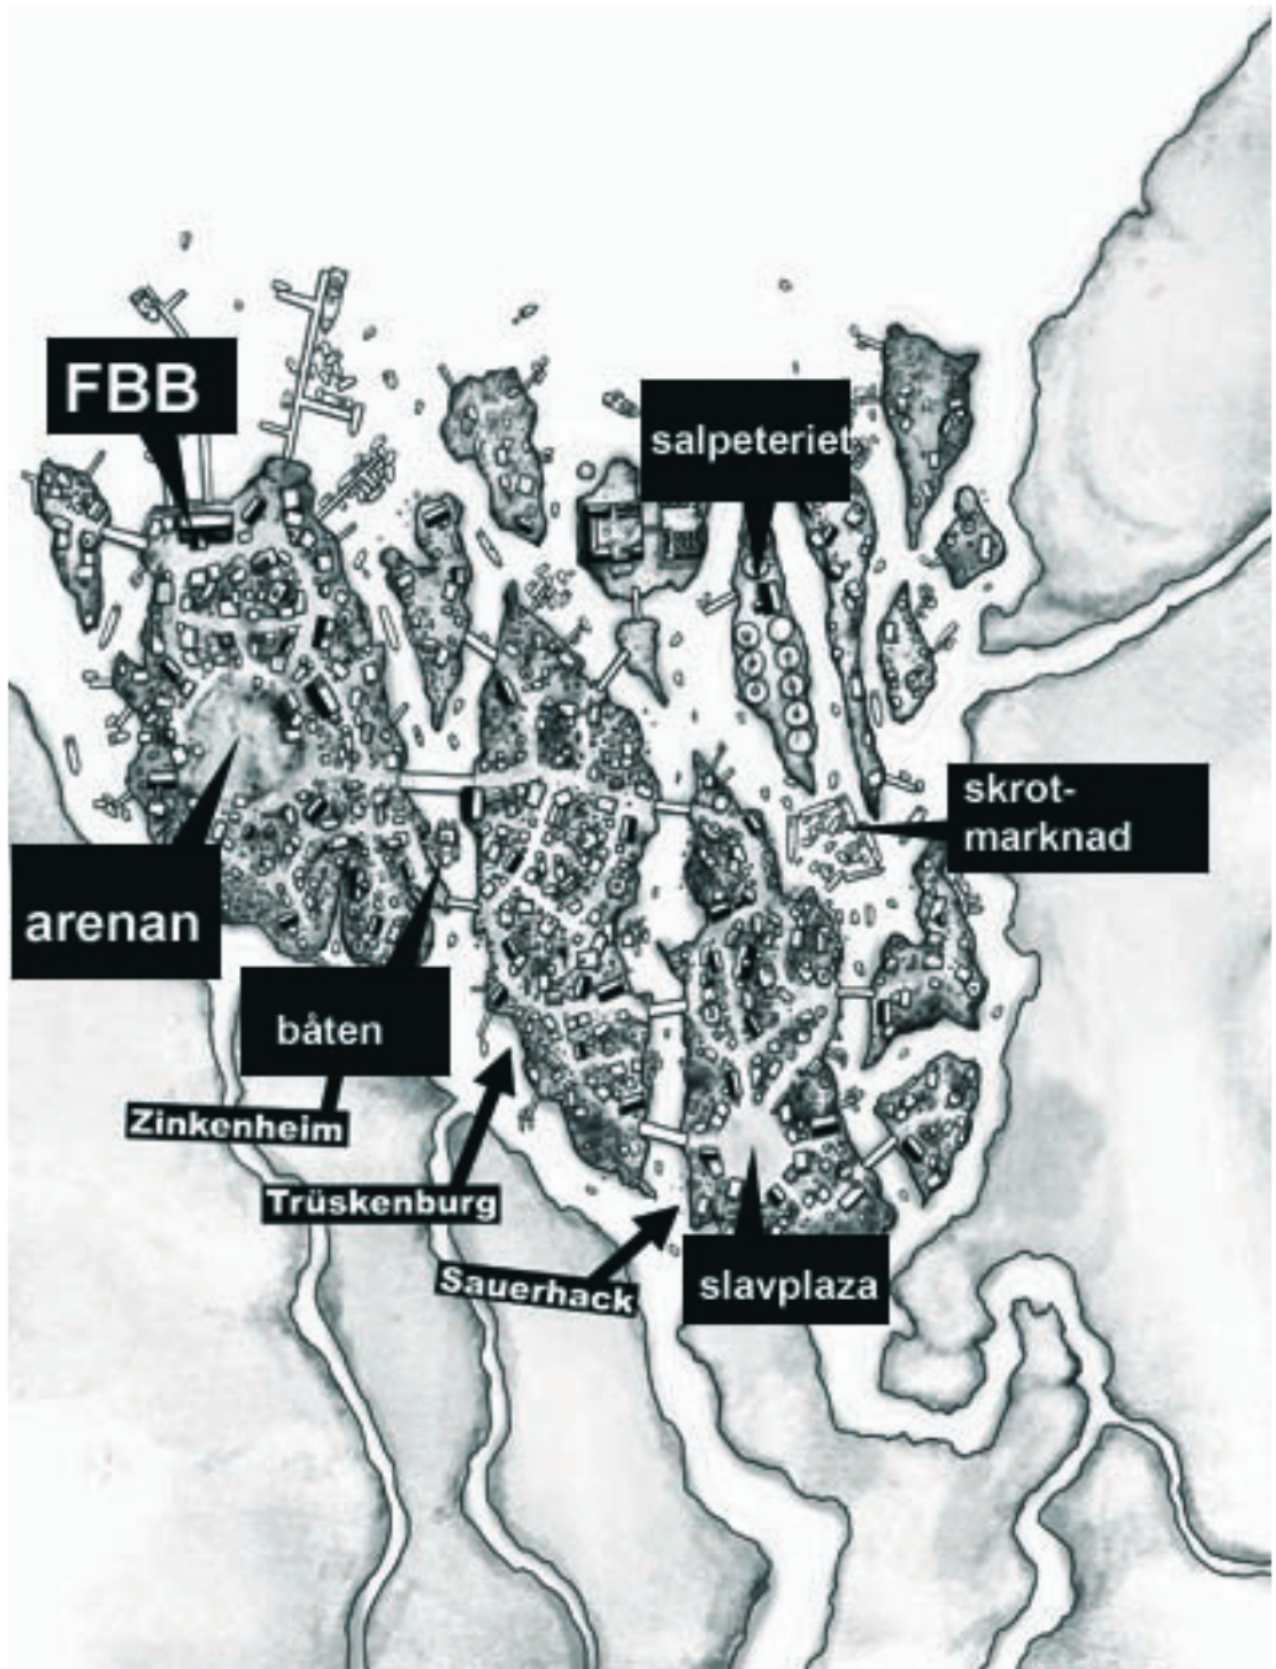 FBB
salpeteriet
skrot-
marknad
arenan
båten
Zinkenheim
Trüskenburg
Sauerhack
slavplaza